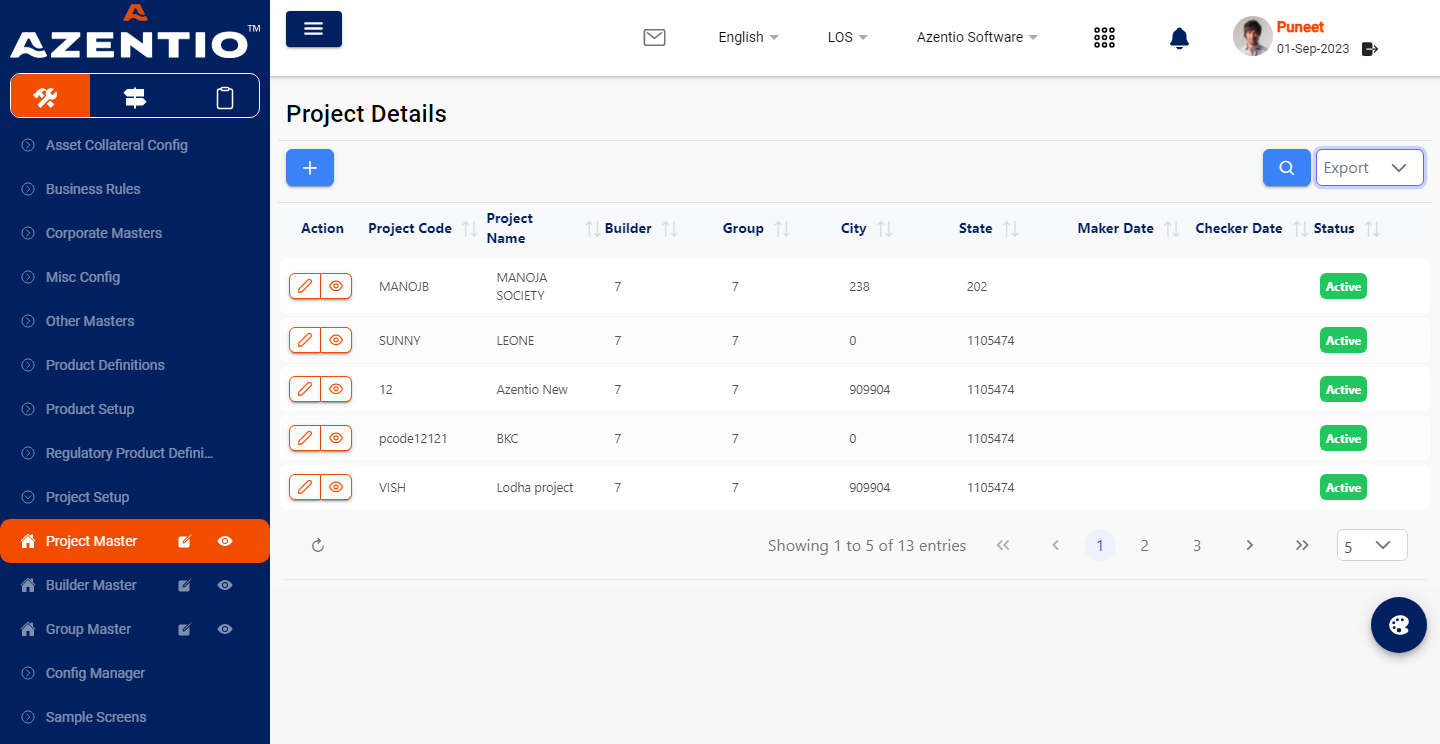 AZENTIO™
English
LOS
Azentio Software
Puneet
01-Sep-2023
Asset Collateral Config
Business Rules
Corporate Masters
Misc Config
Other Masters
Product Definitions
Product Setup
Regulatory Product Defini...
Project Setup
Project Master
Builder Master
Group Master
Config Manager
Sample Screens
Project Details
Export
Action Project Code Project Name Builder Group City State Maker Date Checker Date Status
MANOJB MANOJA SOCIETY 7 7 238 202 Active
SUNNY LEONE 7 7 0 1105474 Active
12 Azentio New 7 7 909904 1105474 Active
pcode12121 BKC 7 7 0 1105474 Active
VISH Lodha project 7 7 909904 1105474 Active
Showing 1 to 5 of 13 entries 1 2 3 5